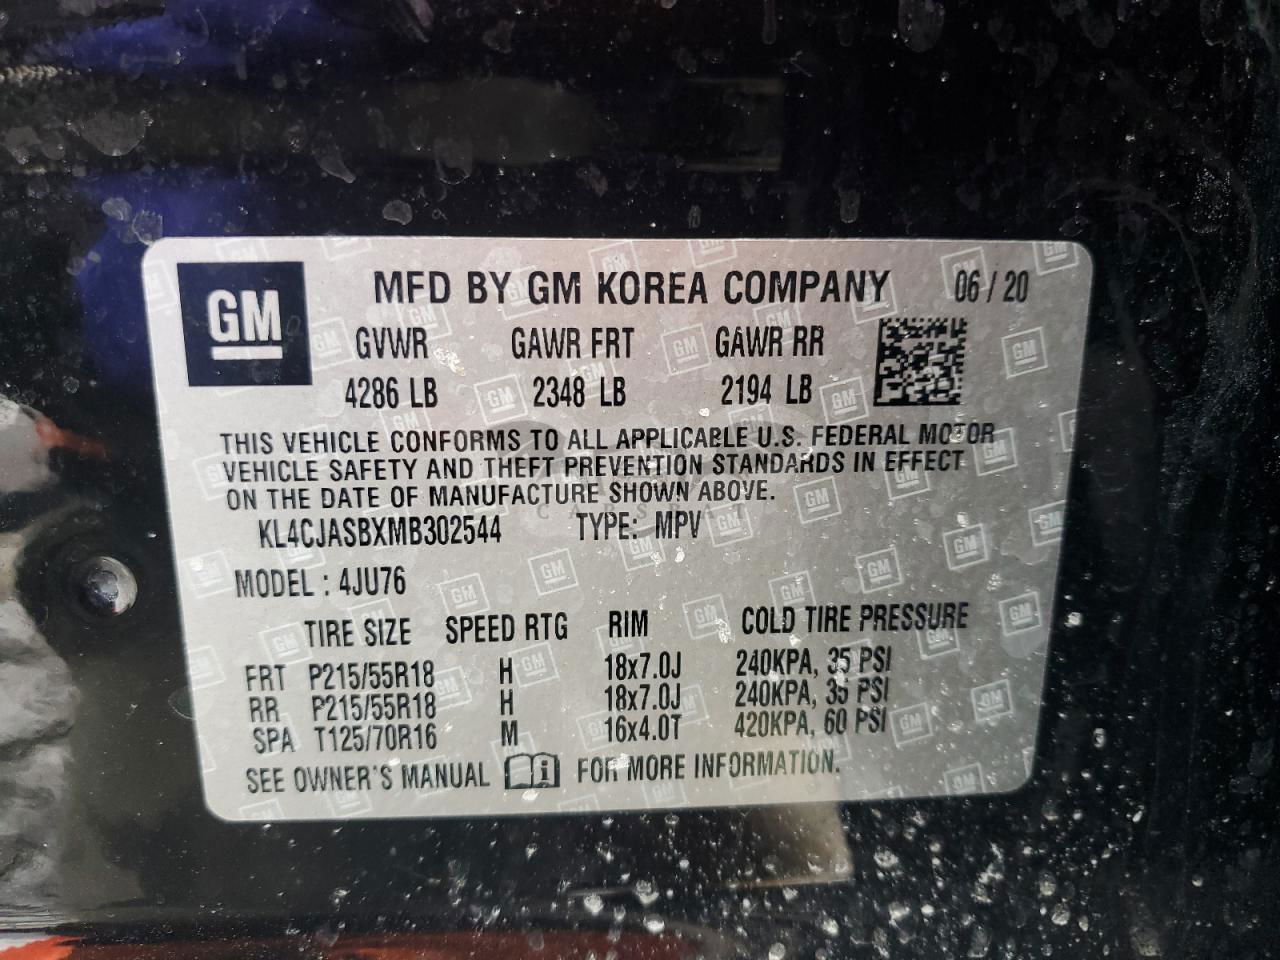 GM
MFD BY GM KOREA COMPANY 06/20
GVWR GAWR FRT GAWR RR
4286 LB 2348 LB 2194 LB
THIS VEHICLE CONFORMS TO ALL APPLICABLE U.S. FEDERAL MOTOR
VEHICLE SAFETY AND THEFT PREVENTION STANDARDS IN EFFECT
ON THE DATE OF MANUFACTURE SHOWN ABOVE.
KL4CJASBXMB302544 TYPE: MPV
MODEL : 4JU76
TIRE SIZE SPEED RTG RIM COLD TIRE PRESSURE
FRT P215/55R18 H 18x7.0J 240KPA, 35 PSI
RR P215/55R18 H 18x7.0J 240KPA, 35 PSI
SPA T125/70R16 M 16x4.0T 420KPA, 60 PSI
SEE OWNER'S MANUAL i FOR MORE INFORMATION.